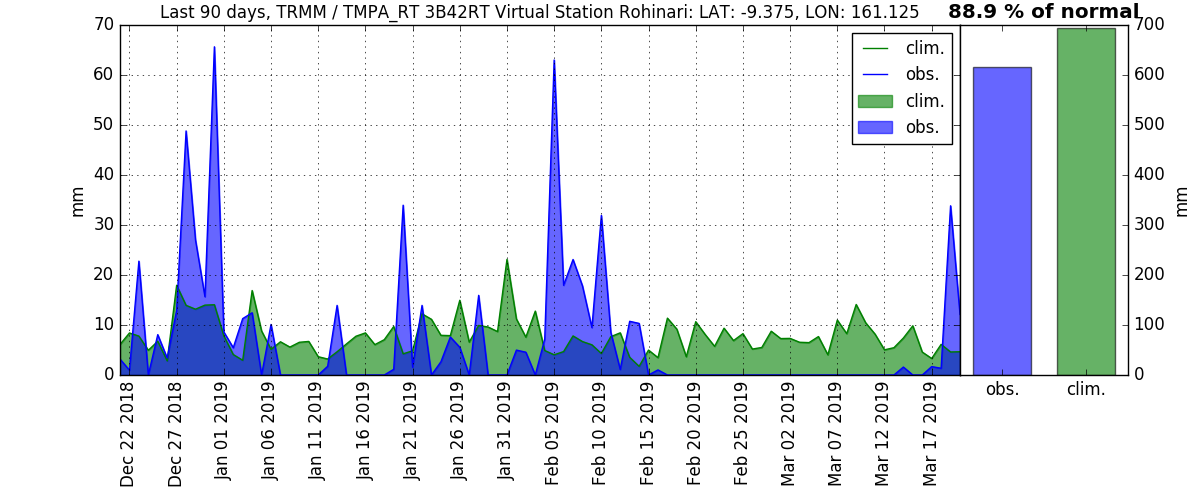 Last 90 days, TRMM / TMPA_RT 3B42RT Virtual Station Rohinari: LAT: -9.375, LON: 161.125
88.9 % of normal
70
60
50
40
30
20
10
0
mm
clim.
obs.
clim.
obs.
Dec 22 2018
Dec 27 2018
Jan 01 2019
Jan 06 2019
Jan 11 2019
Jan 16 2019
Jan 21 2019
Jan 26 2019
Jan 31 2019
Feb 05 2019
Feb 10 2019
Feb 15 2019
Feb 20 2019
Feb 25 2019
Mar 02 2019
Mar 07 2019
Mar 12 2019
Mar 17 2019
700
600
500
400
300
200
100
0
mm
obs.
clim.